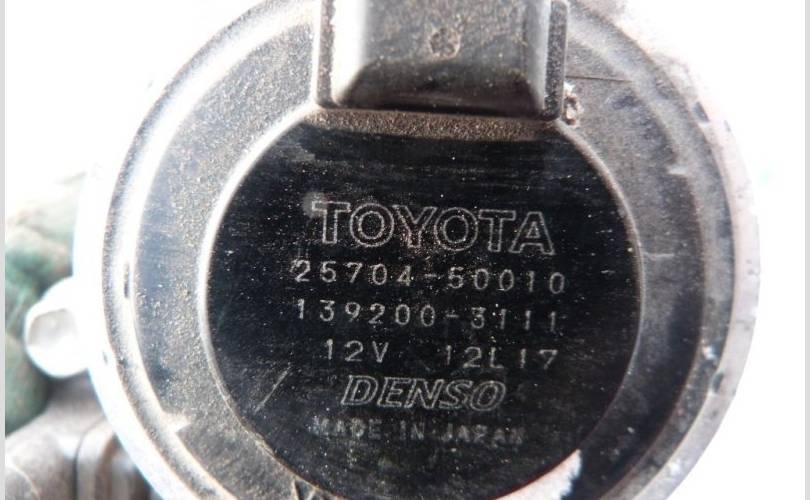 TOYOTA
25704-50010
139200-3111
12V 12L17
DENSO
MADE IN JAPAN